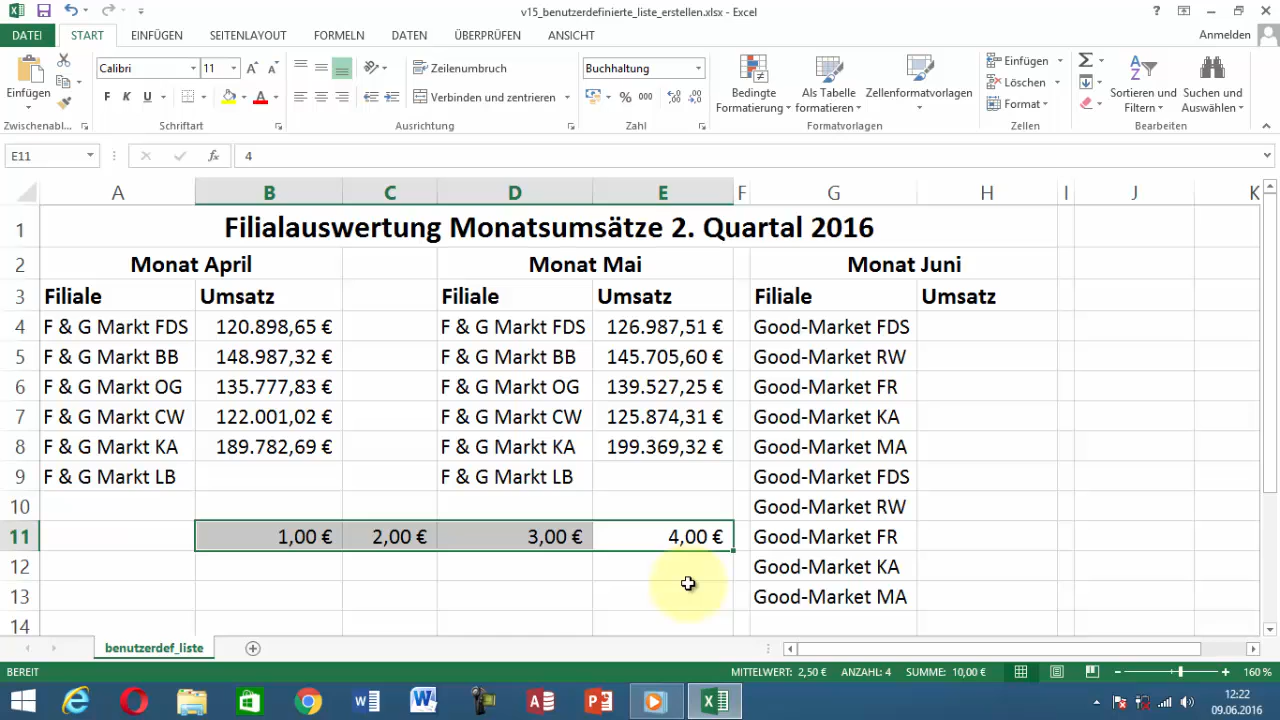 v15_benutzerdefinierte_liste_erstellen.xlsx - Excel
DATEI START EINFÜGEN SEITENLAYOUT FORMELN DATEN ÜBERPRÜFEN ANSICHT Anmelden
Calibri 11 Zeilenumbruch Buchhaltung Einfügen
Einfügen F K U A Verbinden und zentrieren % 000 Bedingte Formatierung Als Tabelle formatieren Zellenformatvorlagen Löschen Sortieren und Filtern Suchen und Auswählen
Format
Zwischenabl... Schriftart Ausrichtung Zahl Formatvorlagen Zellen Bearbeiten
E11 fx 4
A B C D E F G H I J K
1 Filialauswertung Monatsumsätze 2. Quartal 2016
2 Monat April Monat Mai Monat Juni
3 Filiale Umsatz Filiale Umsatz Filiale Umsatz
4 F & G Markt FDS 120.898,65 € F & G Markt FDS 126.987,51 € Good-Market FDS
5 F & G Markt BB 148.987,32 € F & G Markt BB 145.705,60 € Good-Market RW
6 F & G Markt OG 135.777,83 € F & G Markt OG 139.527,25 € Good-Market FR
7 F & G Markt CW 122.001,02 € F & G Markt CW 125.874,31 € Good-Market KA
8 F & G Markt KA 189.782,69 € F & G Markt KA 199.369,32 € Good-Market MA
9 F & G Markt LB F & G Markt LB Good-Market FDS
10 Good-Market RW
11 1,00 € 2,00 € 3,00 € 4,00 € Good-Market FR
12 Good-Market KA
13 Good-Market MA
14
benutzerdef_liste
BEREIT MITTELWERT: 2,50 € ANZAHL: 4 SUMME: 10,00 € 160 %
12:22
09.06.2016